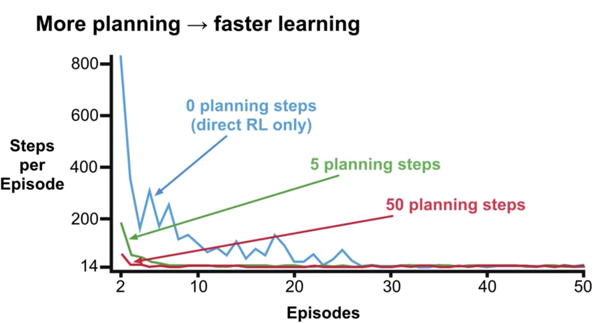 More planning → faster learning
800
600
400
200
14
Steps
per
Episode
0 planning steps
(direct RL only)
5 planning steps
50 planning steps
2
10
20
30
40
50
Episodes